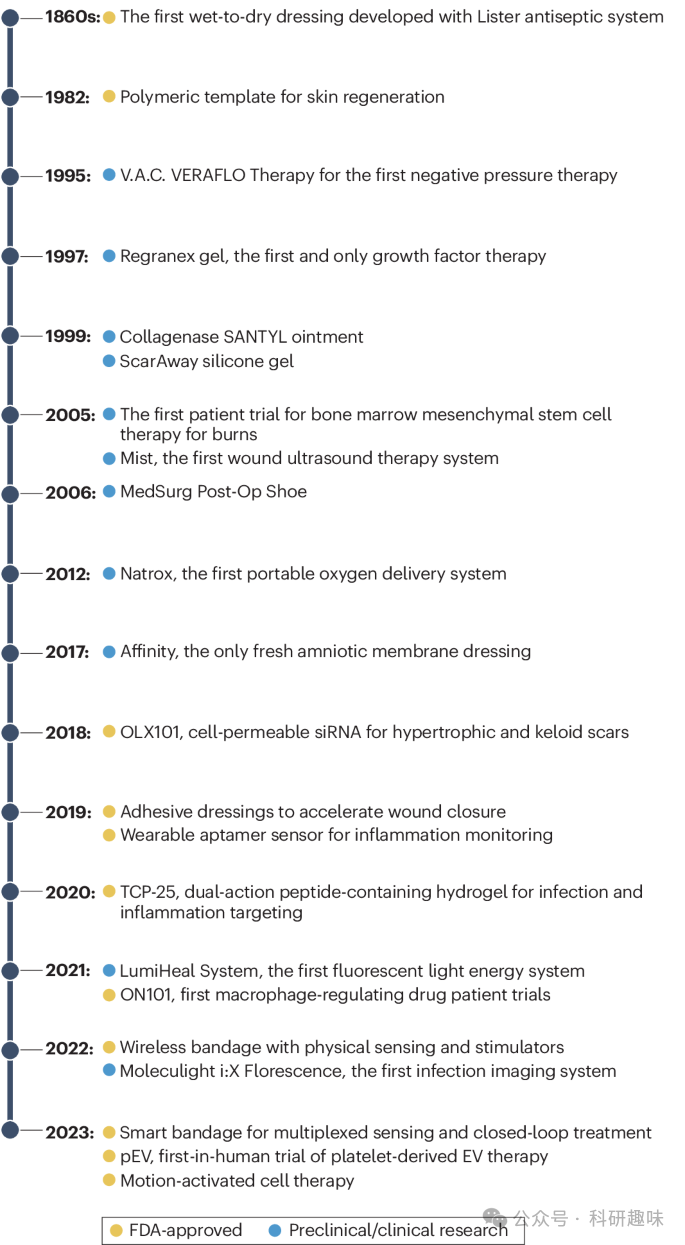 1860s: The first wet-to-dry dressing developed with Lister antiseptic system
1982: Polymeric template for skin regeneration
1995: V.A.C. VERAFLO Therapy for the first negative pressure therapy
1997: Regranex gel, the first and only growth factor therapy
1999: Collagenase SANTYL ointment
ScarAway silicone gel
2005: The first patient trial for bone marrow mesenchymal stem cell
therapy for burns
Mist, the first wound ultrasound therapy system
2006: MedSurg Post-Op Shoe
2012: Natrox, the first portable oxygen delivery system
2017: Affinity, the only fresh amniotic membrane dressing
2018: OLX101, cell-permeable siRNA for hypertrophic and keloid scars
2019: Adhesive dressings to accelerate wound closure
Wearable aptamer sensor for inflammation monitoring
2020: TCP-25, dual-action peptide-containing hydrogel for infection and
inflammation targeting
2021: LumiHeal System, the first fluorescent light energy system
ON101, first macrophage-regulating drug patient trials
2022: Wireless bandage with physical sensing and stimulators
Moleculight i:X Florescence, the first infection imaging system
2023: Smart bandage for multiplexed sensing and closed-loop treatment
pEV, first-in-human trial of platelet-derived EV therapy
Motion-activated cell therapy
公众号 · 科研趣味
FDA-approved Preclinical/clinical research